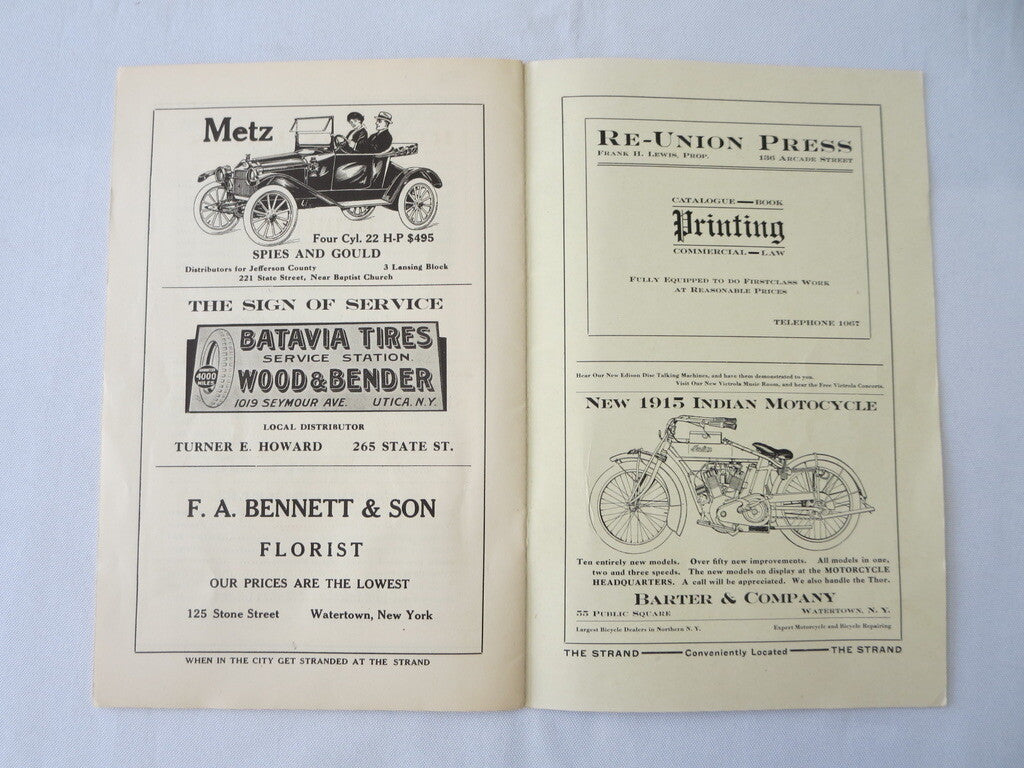 Metz
Four Cyl. 22 H-P $495
SPIES AND GOULD
Distributors for Jefferson County 3 Lansing Block
221 State Street, Near Baptist Church
THE SIGN OF SERVICE
4000
MILES
BATAVIA TIRES
SERVICE STATION.
WOOD & BENDER
1019 SEYMOUR AVE. UTICA, N.Y.
LOCAL DISTRIBUTOR
TURNER E. HOWARD 265 STATE ST.
F. A. BENNETT & SON
FLORIST
OUR PRICES ARE THE LOWEST
125 Stone Street Watertown, New York
WHEN IN THE CITY GET STRANDED AT THE STRAND
RE-UNION PRESS
FRANK H. LEWIS, PROP. 136 ARCADE STREET
CATALOGUE — BOOK
Printing
COMMERCIAL — LAW
FULLY EQUIPPED TO DO FIRSTCLASS WORK
AT REASONABLE PRICES
TELEPHONE 1067
Hear Our New Edison Disc Talking Machines, and have them demonstrated to you.
Visit Our New Victrola Music Room, and hear the Free Victrola Concerts.
NEW 1915 INDIAN MOTOCYCLE
Indian
Ten entirely new models. Over fifty new improvements. All models in one,
two and three speeds. The new models on display at the MOTORCYCLE
HEADQUARTERS. A call will be appreciated. We also handle the Thor.
BARTER & COMPANY
55 PUBLIC SQUARE WATERTOWN, N. Y.
Largest Bicycle Dealers in Northern N. Y. Expert Motorcycle and Bicycle Repairing
THE STRAND — Conveniently Located — THE STRAND